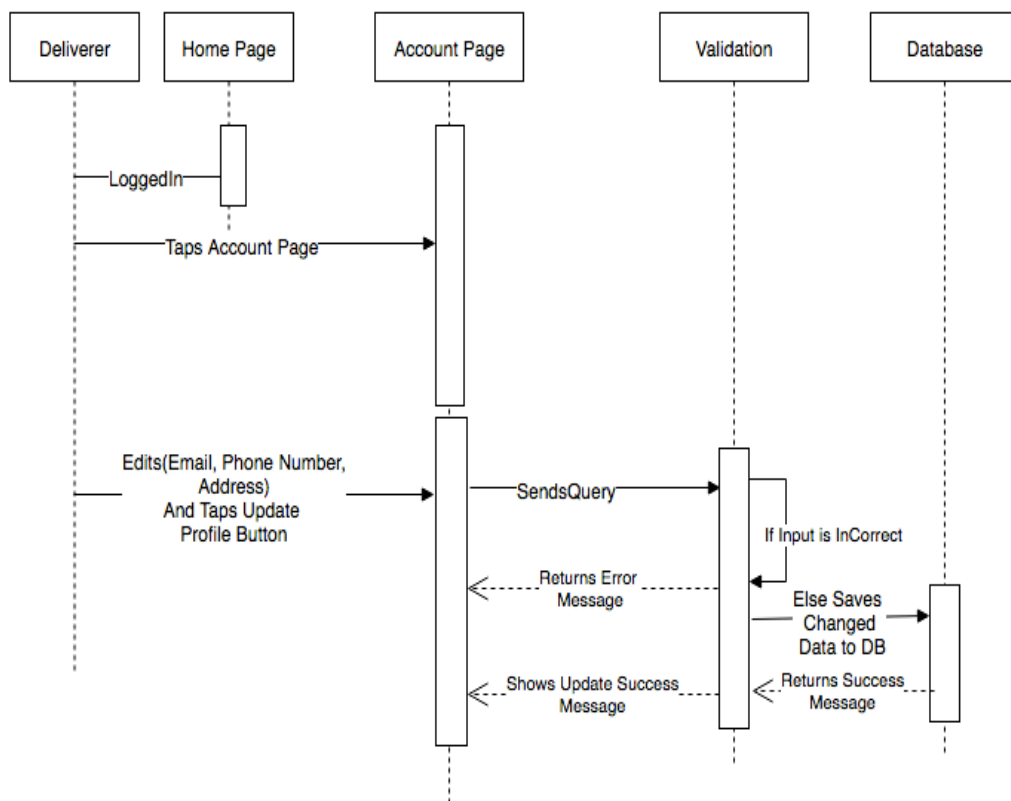 Deliverer
Home Page
Account Page
Validation
Database
LoggedIn
Taps Account Page
Edits(Email, Phone Number,
Address)
And Taps Update
Profile Button
SendsQuery
If Input is InCorrect
Returns Error
Message
Else Saves
Changed
Data to DB
Shows Update Success
Message
Returns Success
Message